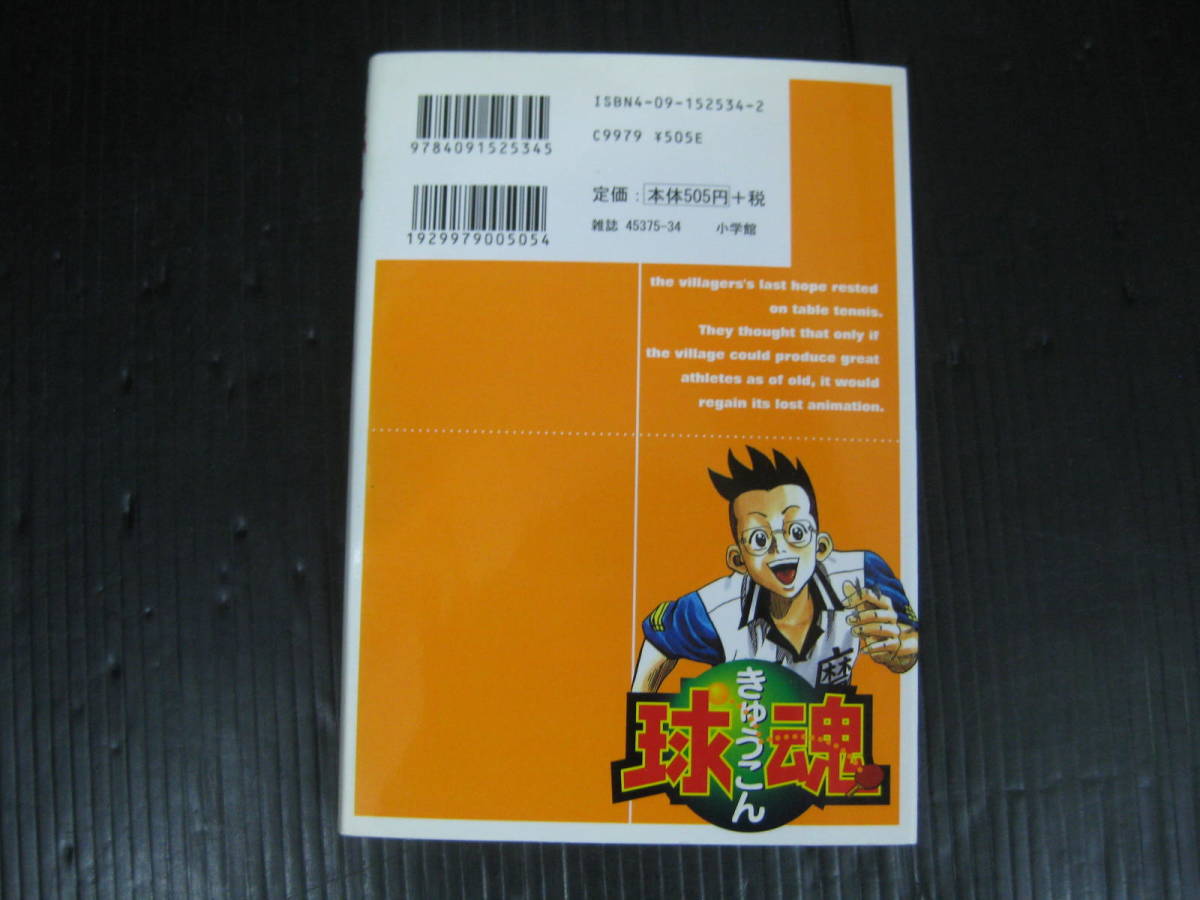 ISBN4-09-152534-2
C9979 ¥505E
9784091525345
定価：本体505円＋税
雑誌 45375-34 小学館
1929979005054
the villagers's last hope rested
on table tennis.
They thought that only if
the village could produce great
athletes as of old, it would
regain its lost animation.
磨
球魂
きゅうこん